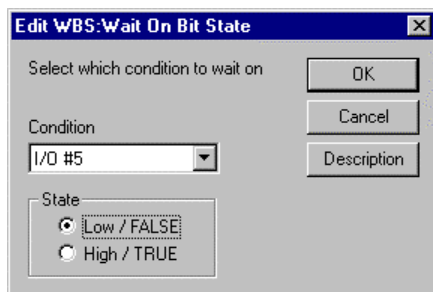 Edit WBS:Wait On Bit State
Select which condition to wait on
OK
Cancel
Description
Condition
I/O #5
State
Low / FALSE
High / TRUE